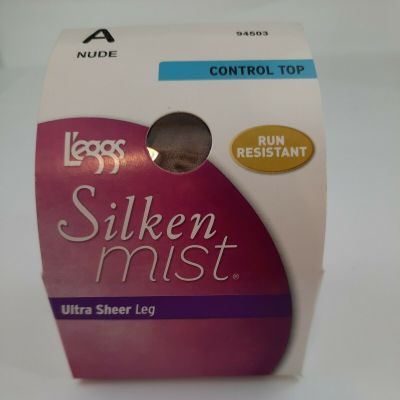 A
94503
NUDE
CONTROL TOP
L'eggs
RUN
RESISTANT
Silken
mist®
Ultra Sheer Leg